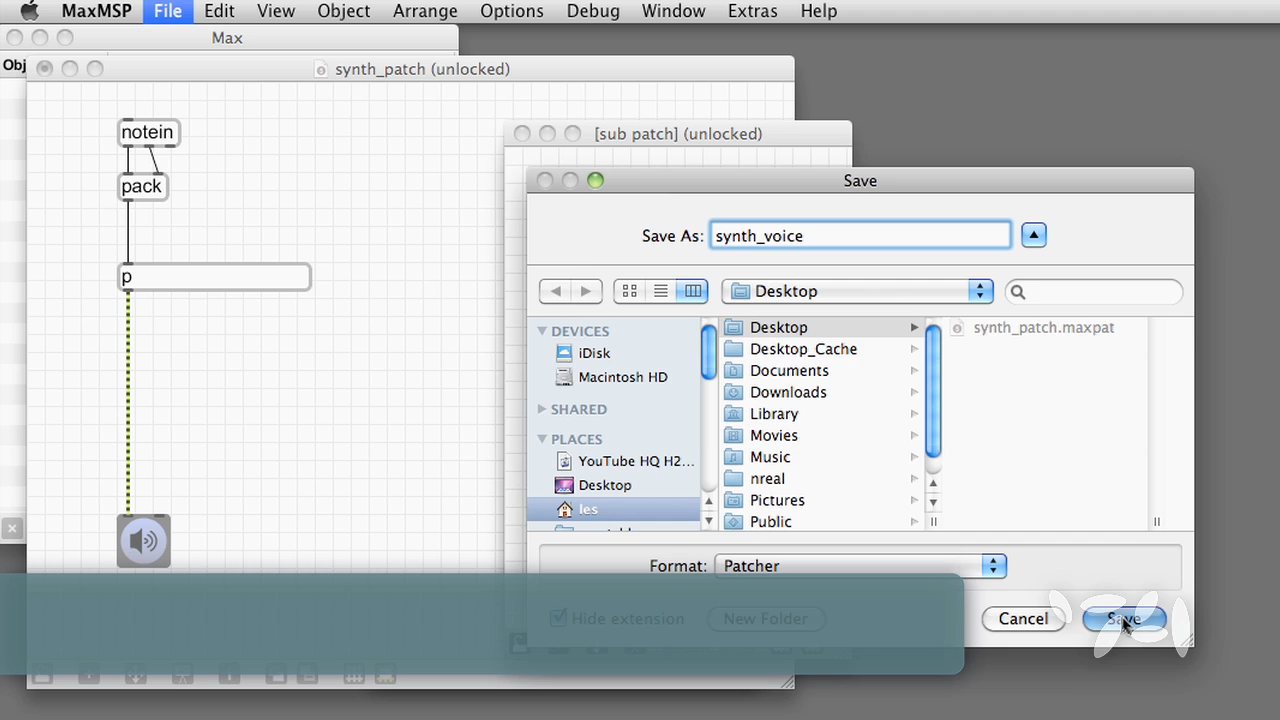 MaxMSP File Edit View Object Arrange Options Debug Window Extras Help
Max
Obj
synth_patch (unlocked)
notein
pack
p
[sub patch] (unlocked)
Save
Save As: synth_voice
Desktop
DEVICES
iDisk
Macintosh HD
SHARED
PLACES
YouTube HQ H2...
Desktop
les
Desktop
Desktop_Cache
Documents
Downloads
Library
Movies
Music
nreal
Pictures
Public
synth_patch.maxpat
Format: Patcher
Hide extension New Folder
Cancel Save